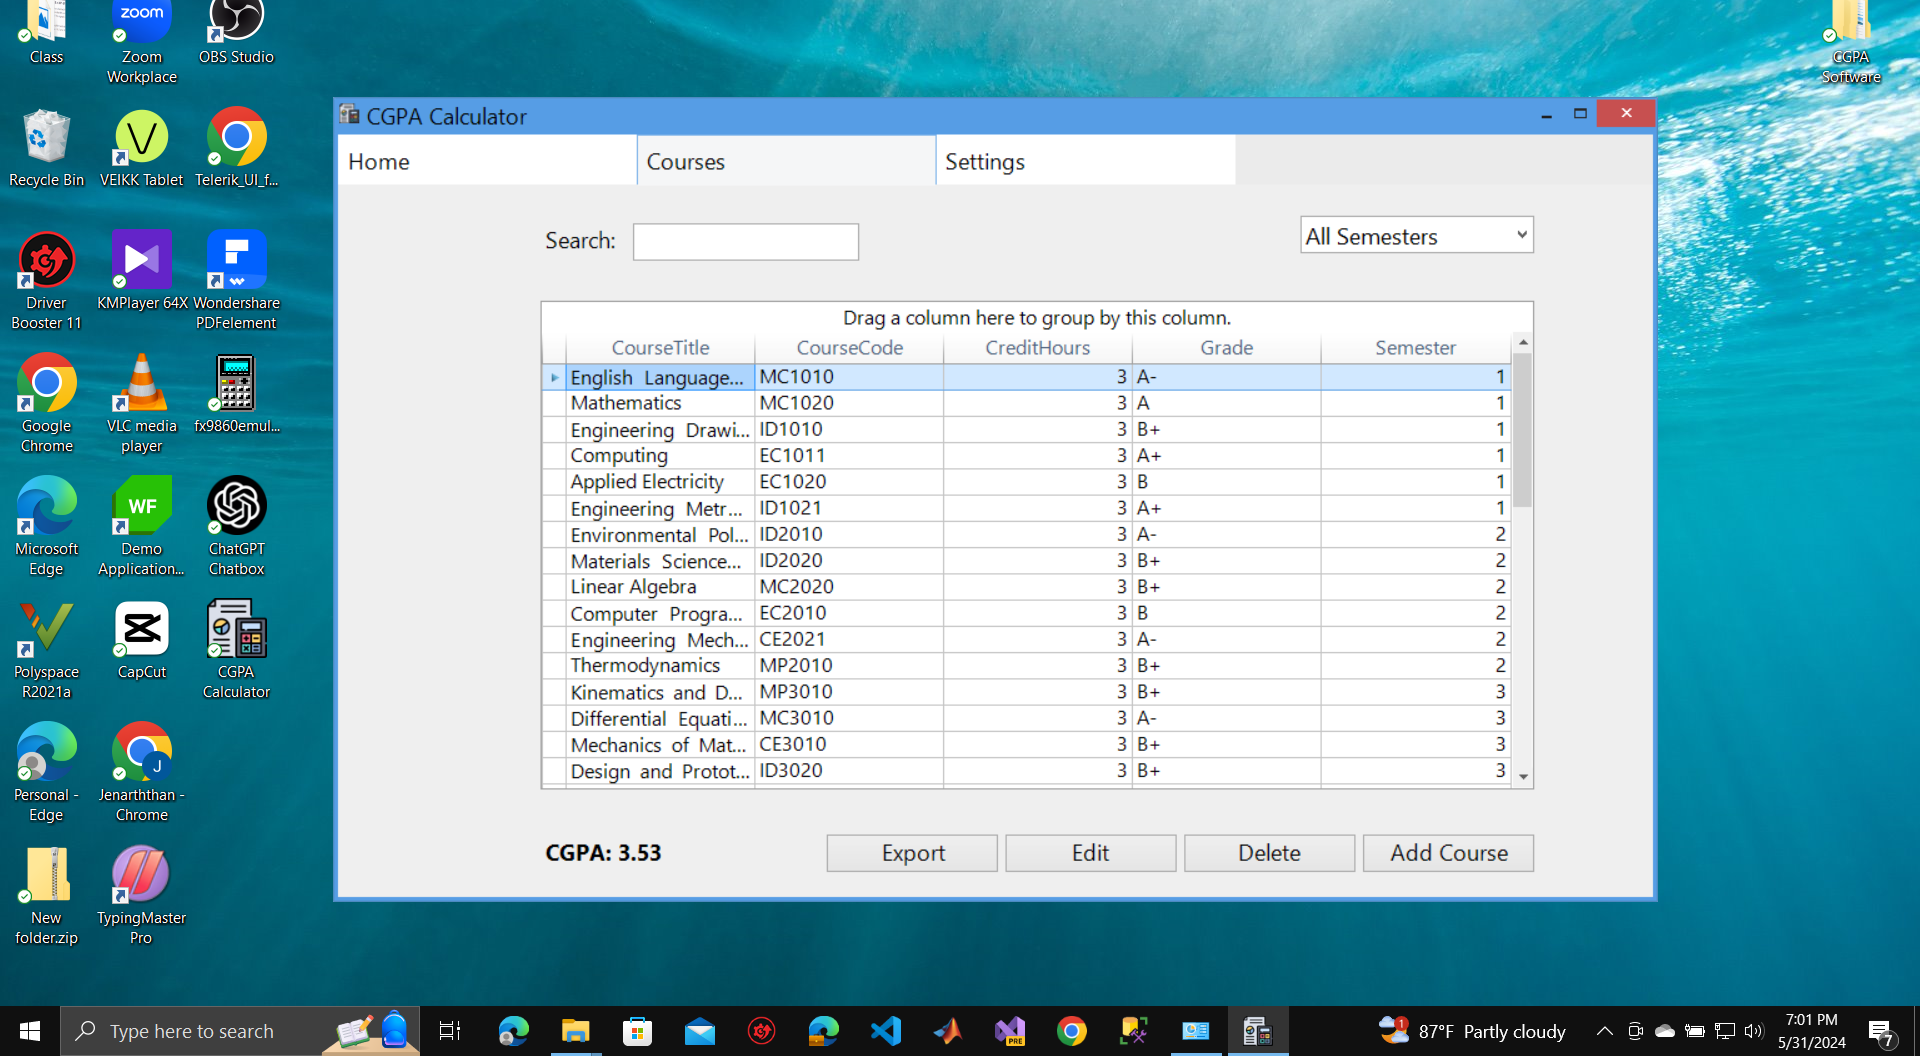 Class
Zoom Workplace
OBS Studio
CGPA Software
zoom
Recycle Bin
VEIKK Tablet
Telerik_UI_f...
Driver Booster 11
KMPlayer 64X
Wondershare PDFelement
Google Chrome
VLC media player
fx9860emul...
Microsoft Edge
WF
Demo Application...
ChatGPT Chatbox
Polyspace R2021a
CapCut
CGPA Calculator
Personal - Edge
J
Jenarththan - Chrome
New folder.zip
TypingMaster Pro
CGPA Calculator
Home Courses Settings
Search: All Semesters
Drag a column here to group by this column.
CourseTitle CourseCode CreditHours Grade Semester
English Language... MC1010 3 A- 1
Mathematics MC1020 3 A 1
Engineering Drawi... ID1010 3 B+ 1
Computing EC1011 3 A+ 1
Applied Electricity EC1020 3 B 1
Engineering Metr... ID1021 3 A+ 1
Environmental Pol... ID2010 3 A- 2
Materials Science... ID2020 3 B+ 2
Linear Algebra MC2020 3 B+ 2
Computer Progra... EC2010 3 B 2
Engineering Mech... CE2021 3 A- 2
Thermodynamics MP2010 3 B+ 2
Kinematics and D... MP3010 3 B+ 3
Differential Equati... MC3010 3 A- 3
Mechanics of Mat... CE3010 3 B+ 3
Design and Protot... ID3020 3 B+ 3
CGPA: 3.53 Export Edit Delete Add Course
Type here to search
PRE
1
87°F Partly cloudy
7:01 PM
5/31/2024
7